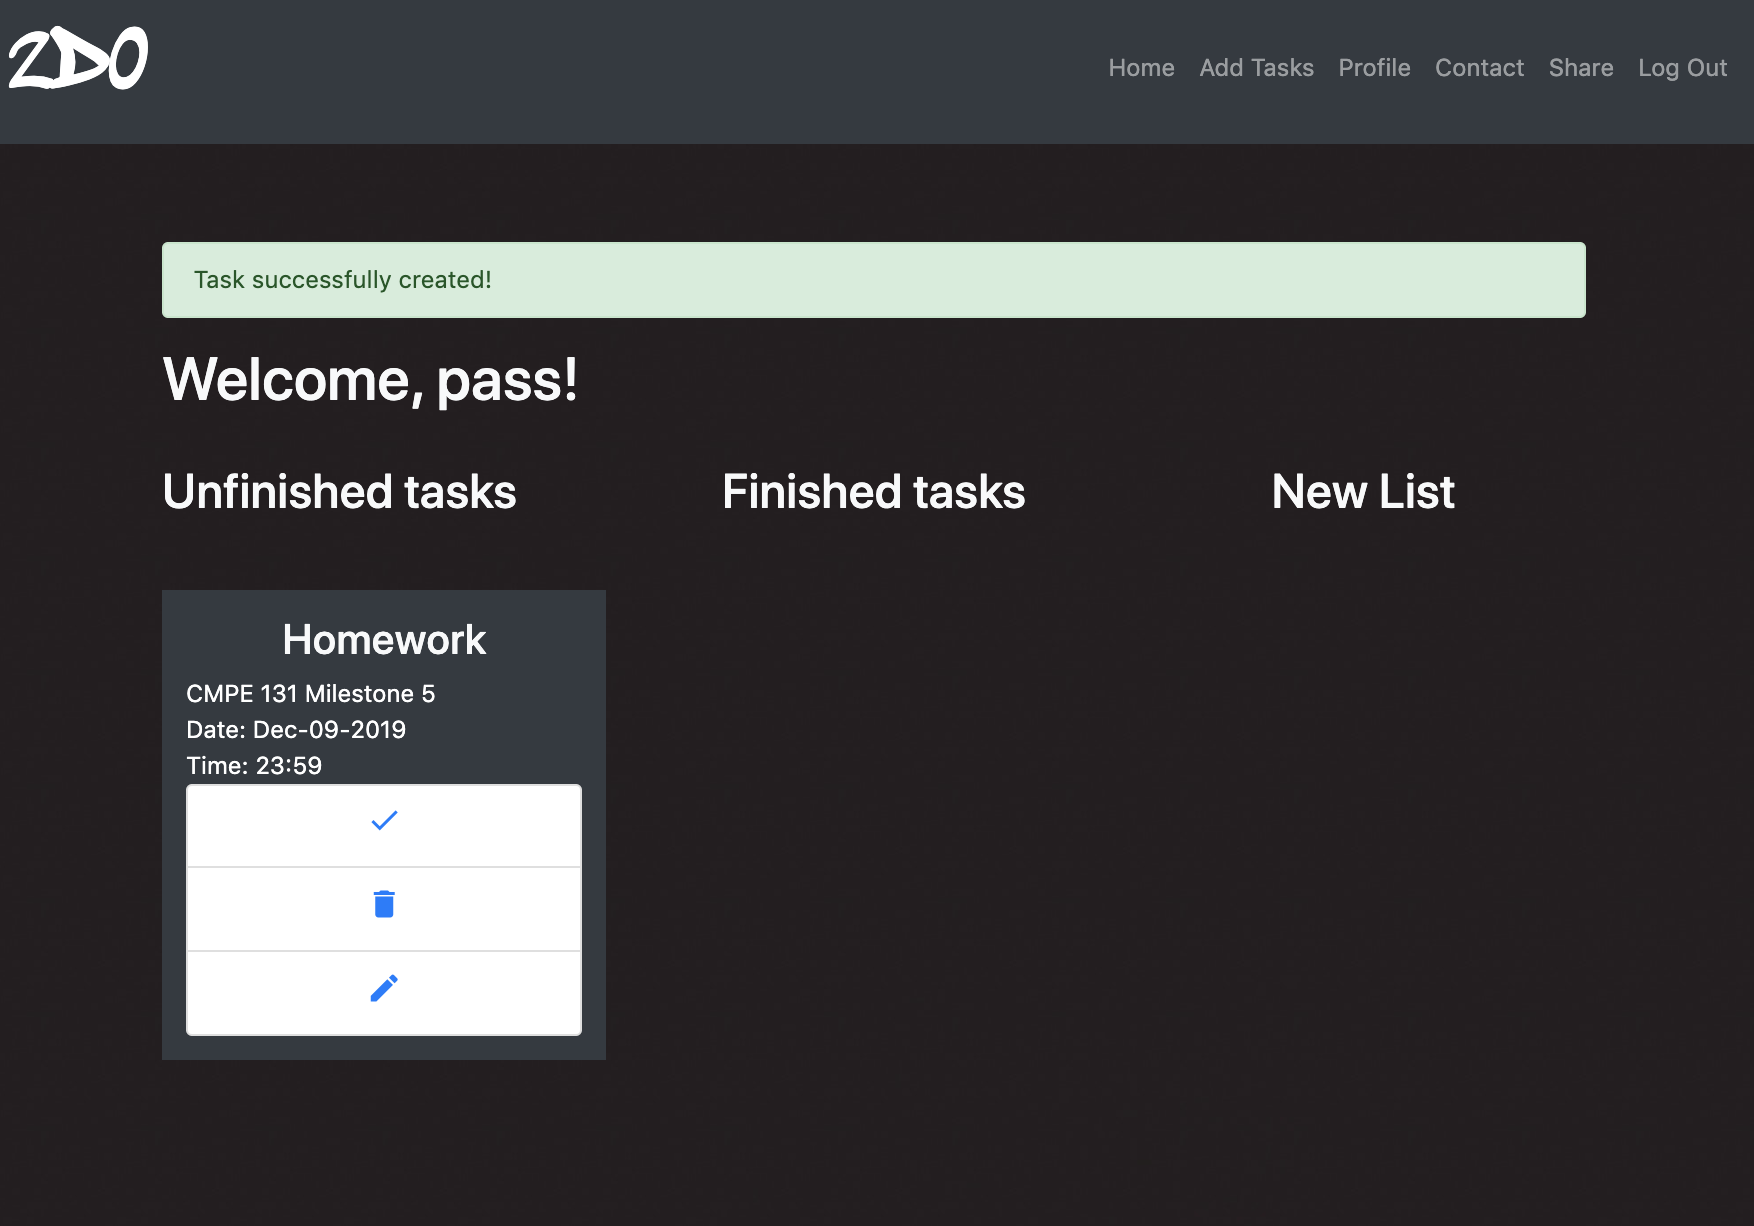 2DO
Home Add Tasks Profile Contact Share Log Out
Task successfully created!
Welcome, pass!
Unfinished tasks
Finished tasks
New List
Homework
CMPE 131 Milestone 5
Date: Dec-09-2019
Time: 23:59